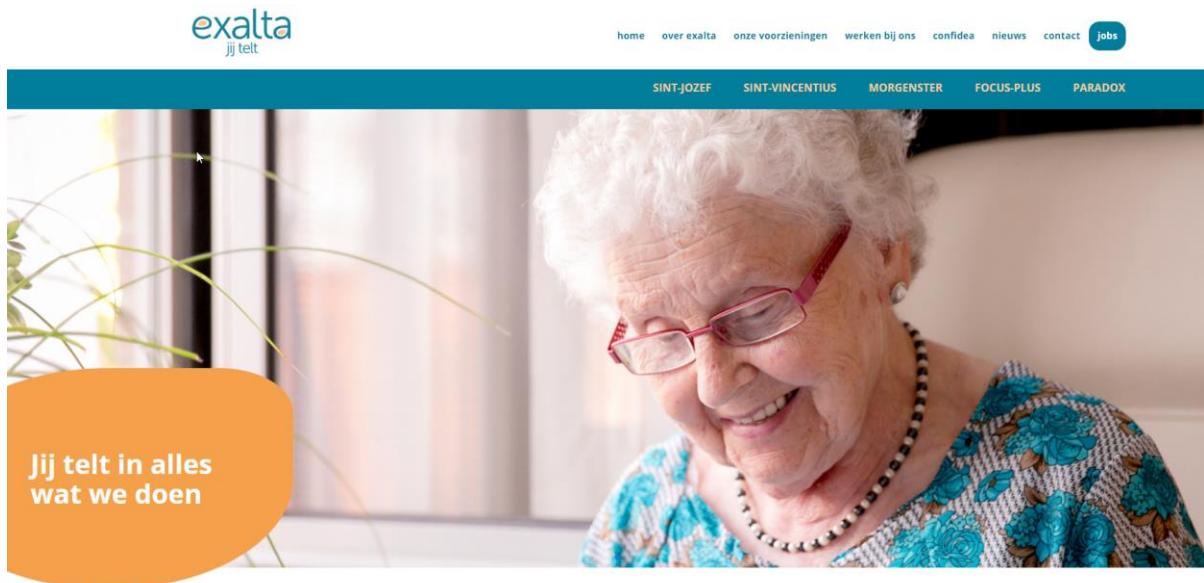 exalta
jij telt
home over exalta onze voorzieningen werken bij ons confidea nieuws contact jobs
SINT-JOZEF SINT-VINCENTIUS MORGENSTER FOCUS-PLUS PARADOX
Jij telt in alles
wat we doen